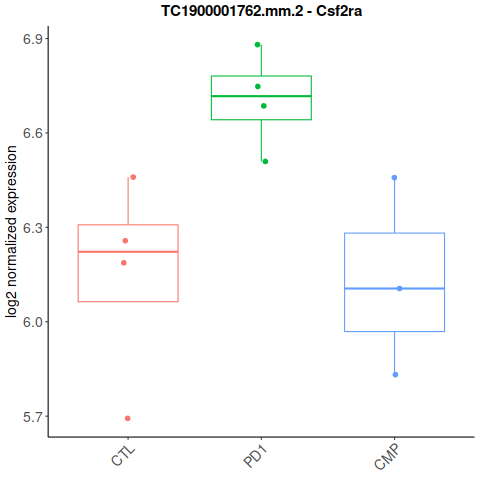 TC1900001762.mm.2 - Csf2ra
log2 normalized expression
6.9
6.6
6.3
6.0
5.7
CTL
PD1
CMP